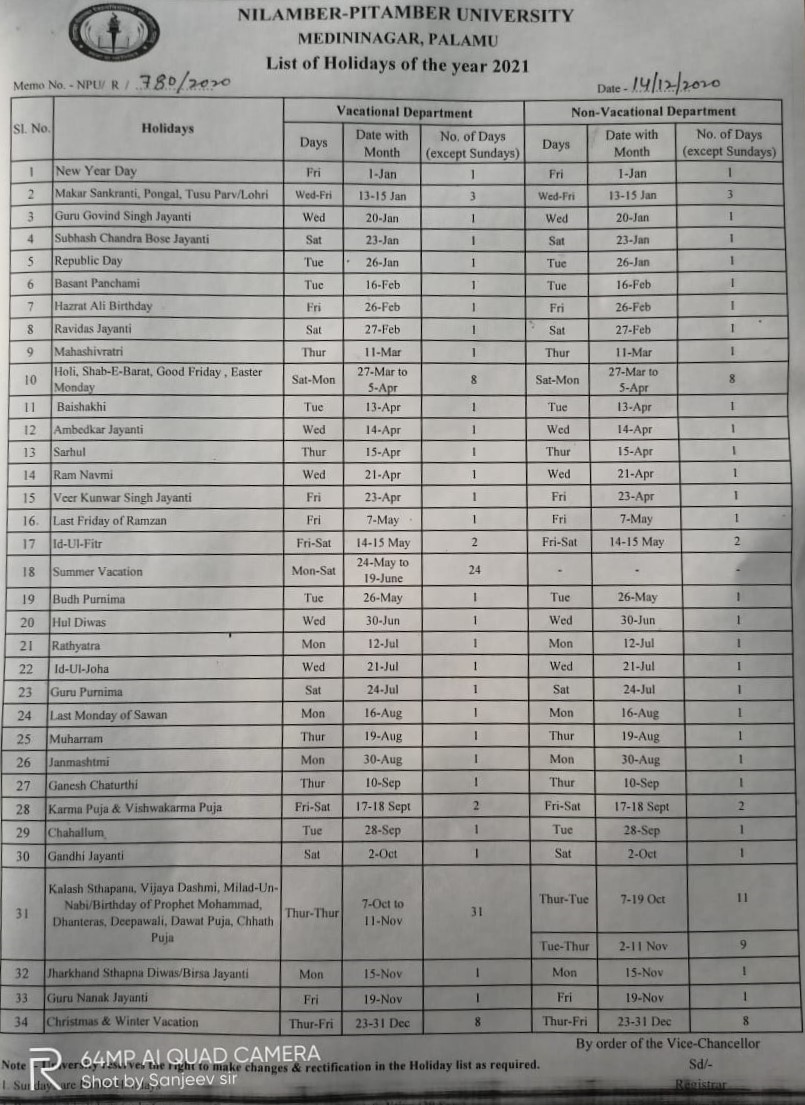 NILAMBER-PITAMBER UNIVERSITY
MEDININAGAR, PALAMU
List of Holidays of the year 2021
Memo No. - NPU/ R / 780/2020 Date - 14/12/2020
Sl. No. Holidays Vacational Department Non-Vacational Department
Days Date with Month No. of Days (except Sundays) Days Date with Month No. of Days (except Sundays)
1 New Year Day Fri 1-Jan 1 Fri 1-Jan 1
2 Makar Sankranti, Pongal, Tusu Parv/Lohri Wed-Fri 13-15 Jan 3 Wed-Fri 13-15 Jan 3
3 Guru Govind Singh Jayanti Wed 20-Jan 1 Wed 20-Jan 1
4 Subhash Chandra Bose Jayanti Sat 23-Jan 1 Sat 23-Jan 1
5 Republic Day Tue 26-Jan 1 Tue 26-Jan 1
6 Basant Panchami Tue 16-Feb 1 Tue 16-Feb 1
7 Hazrat Ali Birthday Fri 26-Feb 1 Fri 26-Feb 1
8 Ravidas Jayanti Sat 27-Feb 1 Sat 27-Feb 1
9 Mahashivratri Thur 11-Mar 1 Thur 11-Mar 1
10 Holi, Shab-E-Barat, Good Friday , Easter Monday Sat-Mon 27-Mar to 5-Apr 8 Sat-Mon 27-Mar to 5-Apr 8
11 Baishakhi Tue 13-Apr 1 Tue 13-Apr 1
12 Ambedkar Jayanti Wed 14-Apr 1 Wed 14-Apr 1
13 Sarhul Thur 15-Apr 1 Thur 15-Apr 1
14 Ram Navmi Wed 21-Apr 1 Wed 21-Apr 1
15 Veer Kunwar Singh Jayanti Fri 23-Apr 1 Fri 23-Apr 1
16. Last Friday of Ramzan Fri 7-May 1 Fri 7-May 1
17 Id-Ul-Fitr Fri-Sat 14-15 May 2 Fri-Sat 14-15 May 2
18 Summer Vacation Mon-Sat 24-May to 19-June 24 - - -
19 Budh Purnima Tue 26-May 1 Tue 26-May 1
20 Hul Diwas Wed 30-Jun 1 Wed 30-Jun 1
21 Rathyatra Mon 12-Jul 1 Mon 12-Jul 1
22 Id-Ul-Joha Wed 21-Jul 1 Wed 21-Jul 1
23 Guru Purnima Sat 24-Jul 1 Sat 24-Jul 1
24 Last Monday of Sawan Mon 16-Aug 1 Mon 16-Aug 1
25 Muharram Thur 19-Aug 1 Thur 19-Aug 1
26 Janmashtmi Mon 30-Aug 1 Mon 30-Aug 1
27 Ganesh Chaturthi Thur 10-Sep 1 Thur 10-Sep 1
28 Karma Puja & Vishwakarma Puja Fri-Sat 17-18 Sept 2 Fri-Sat 17-18 Sept 2
29 Chahallum Tue 28-Sep 1 Tue 28-Sep 1
30 Gandhi Jayanti Sat 2-Oct 1 Sat 2-Oct 1
31 Kalash Sthapana, Vijaya Dashmi, Milad-Un-Nabi/Birthday of Prophet Mohammad, Dhanteras, Deepawali, Dawat Puja, Chhath Puja Thur-Thur 7-Oct to 11-Nov 31 Thur-Tue 7-19 Oct 11
Tue-Thur 2-11 Nov 9
32 Jharkhand Sthapna Diwas/Birsa Jayanti Mon 15-Nov 1 Mon 15-Nov 1
33 Guru Nanak Jayanti Fri 19-Nov 1 Fri 19-Nov 1
34 Christmas & Winter Vacation Thur-Fri 23-31 Dec 8 Thur-Fri 23-31 Dec 8
By order of the Vice-Chancellor
Note - University reserves the right to make changes & rectification in the Holiday list as required. Sd/-
1. Sundays are Registrar
64MP AI QUAD CAMERA
Shot by Sanjeev sir